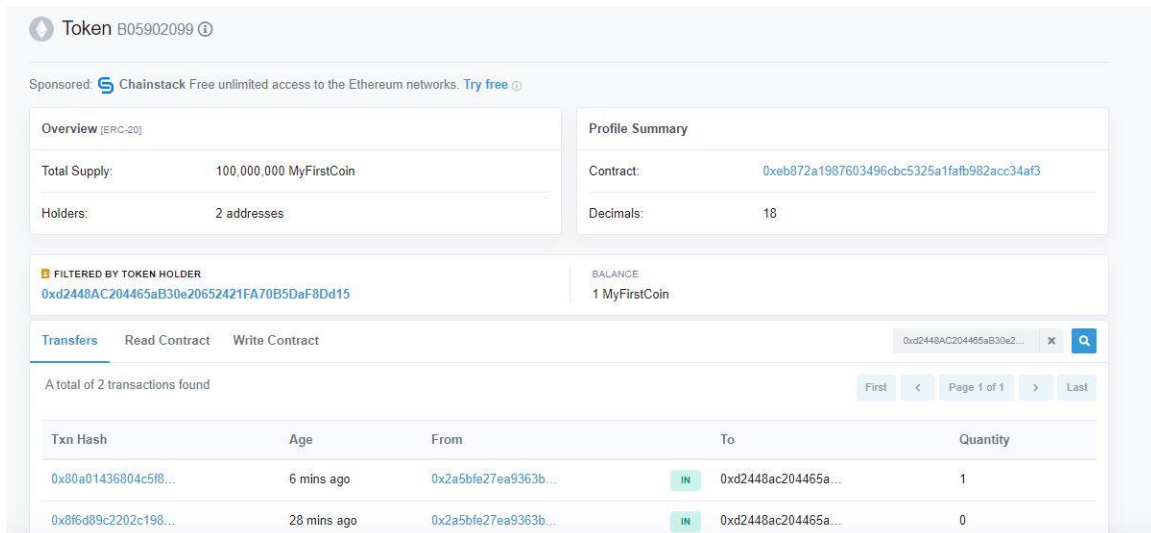 Token B05902099
Sponsored: Chainstack Free unlimited access to the Ethereum networks. Try free
Overview [ERC-20]
Total Supply: 100,000,000 MyFirstCoin
Holders: 2 addresses
Profile Summary
Contract: 0xeb872a1987603496cbc5325a1fafb982acc34af3
Decimals: 18
FILTERED BY TOKEN HOLDER
0xd2448AC204465aB30e20652421FA70B5DaF8Dd15
BALANCE
1 MyFirstCoin
Transfers Read Contract Write Contract
0xd2448AC204465aB30e2...
A total of 2 transactions found
First < Page 1 of 1 > Last
Txn Hash Age From To Quantity
0x80a01436804c5f8... 6 mins ago 0x2a5bfe27ea9363b... IN 0xd2448ac204465a... 1
0x8f6d89c2202c198... 28 mins ago 0x2a5bfe27ea9363b... IN 0xd2448ac204465a... 0